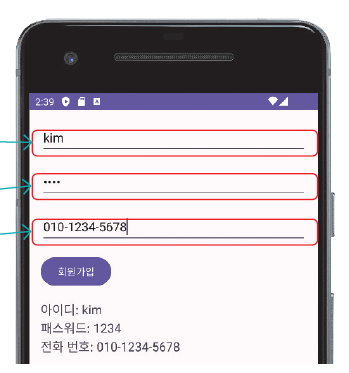 2:39
kim
••••
010-1234-5678
회원가입
아이디: kim
패스워드: 1234
전화 번호: 010-1234-5678